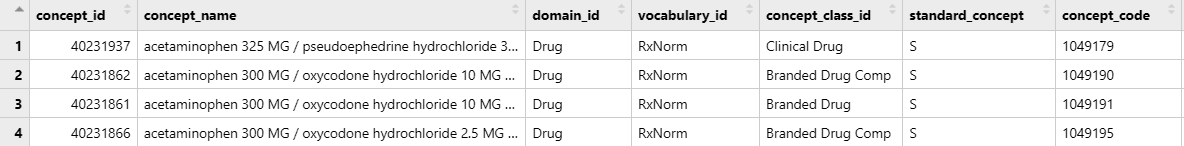 concept_id concept_name domain_id vocabulary_id concept_class_id standard_concept concept_code
1 40231937 acetaminophen 325 MG / pseudoephedrine hydrochloride 3... Drug RxNorm Clinical Drug S 1049179
2 40231862 acetaminophen 300 MG / oxycodone hydrochloride 10 MG ... Drug RxNorm Branded Drug Comp S 1049190
3 40231861 acetaminophen 300 MG / oxycodone hydrochloride 10 MG ... Drug RxNorm Branded Drug S 1049191
4 40231866 acetaminophen 300 MG / oxycodone hydrochloride 2.5 MG ... Drug RxNorm Branded Drug Comp S 1049195